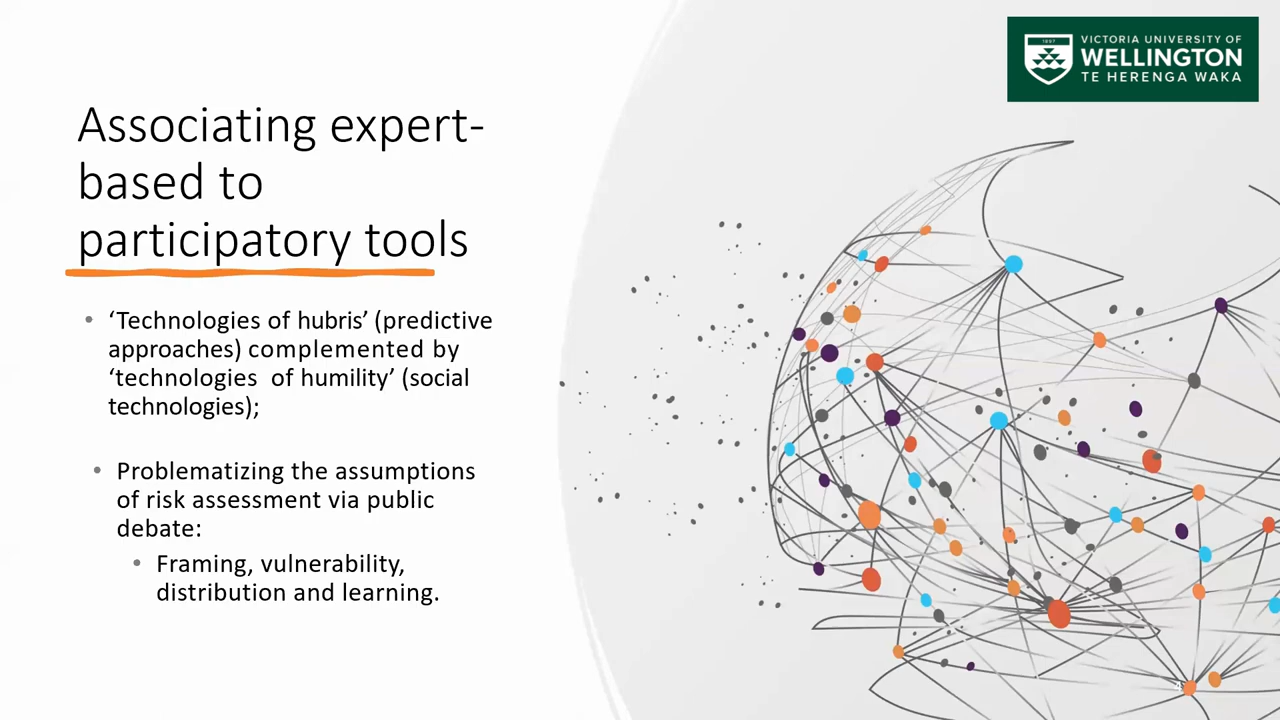 VICTORIA UNIVERSITY OF
WELLINGTON
TE HERENGA WAKA
1897
Associating expert-
based to
participatory tools
• ‘Technologies of hubris’ (predictive
approaches) complemented by
‘technologies of humility’ (social
technologies);
• Problematizing the assumptions
of risk assessment via public
debate:
• Framing, vulnerability,
distribution and learning.